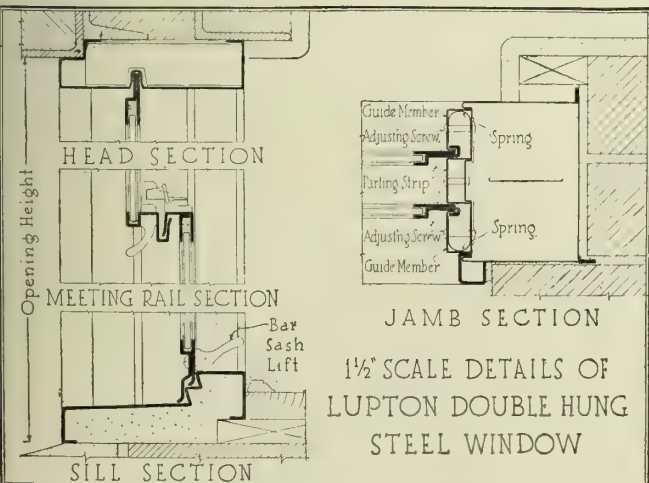 HEAD SECTION
Opening Height
MEETING RAIL SECTION
Bar
Sash
Lift
SILL SECTION
Guide Member
Adjusting Screw
Spring
Parting Strip
Adjusting Screw
Spring
Guide Member
JAMB SECTION
1½" SCALE DETAILS OF
LUPTON DOUBLE HUNG
STEEL WINDOW